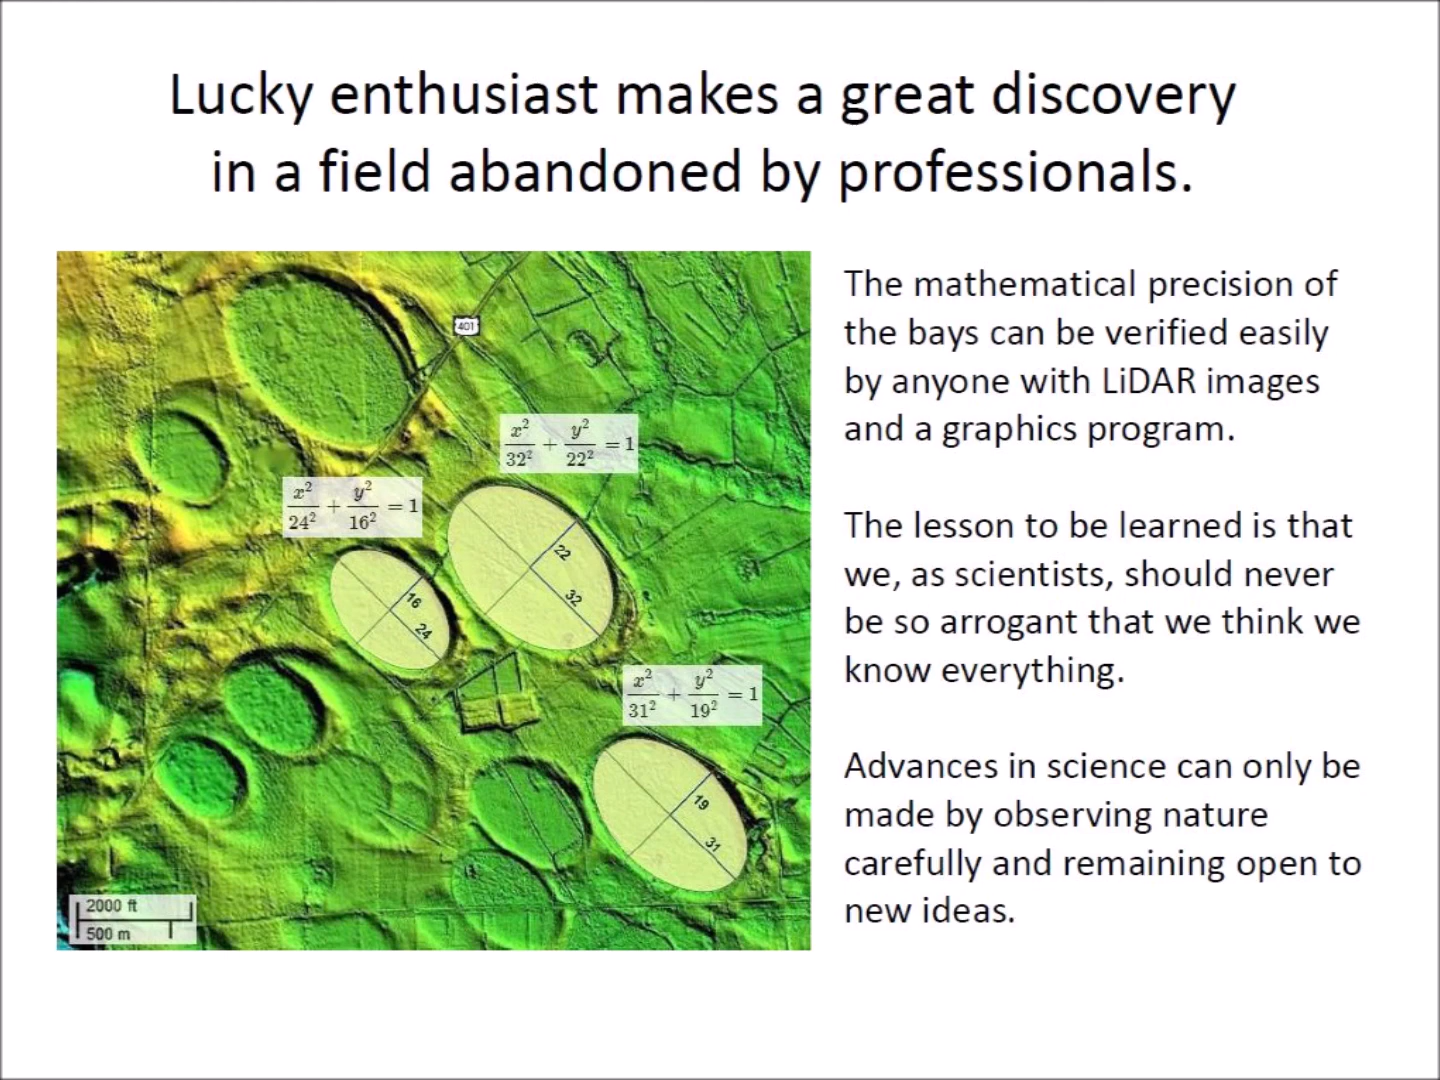 Lucky enthusiast makes a great discovery
in a field abandoned by professionals.
401
x²/32² + y²/22² = 1
x²/24² + y²/16² = 1
22
32
16
24
x²/31² + y²/19² = 1
19
31
2000 ft
500 m
The mathematical precision of
the bays can be verified easily
by anyone with LiDAR images
and a graphics program.
The lesson to be learned is that
we, as scientists, should never
be so arrogant that we think we
know everything.
Advances in science can only be
made by observing nature
carefully and remaining open to
new ideas.